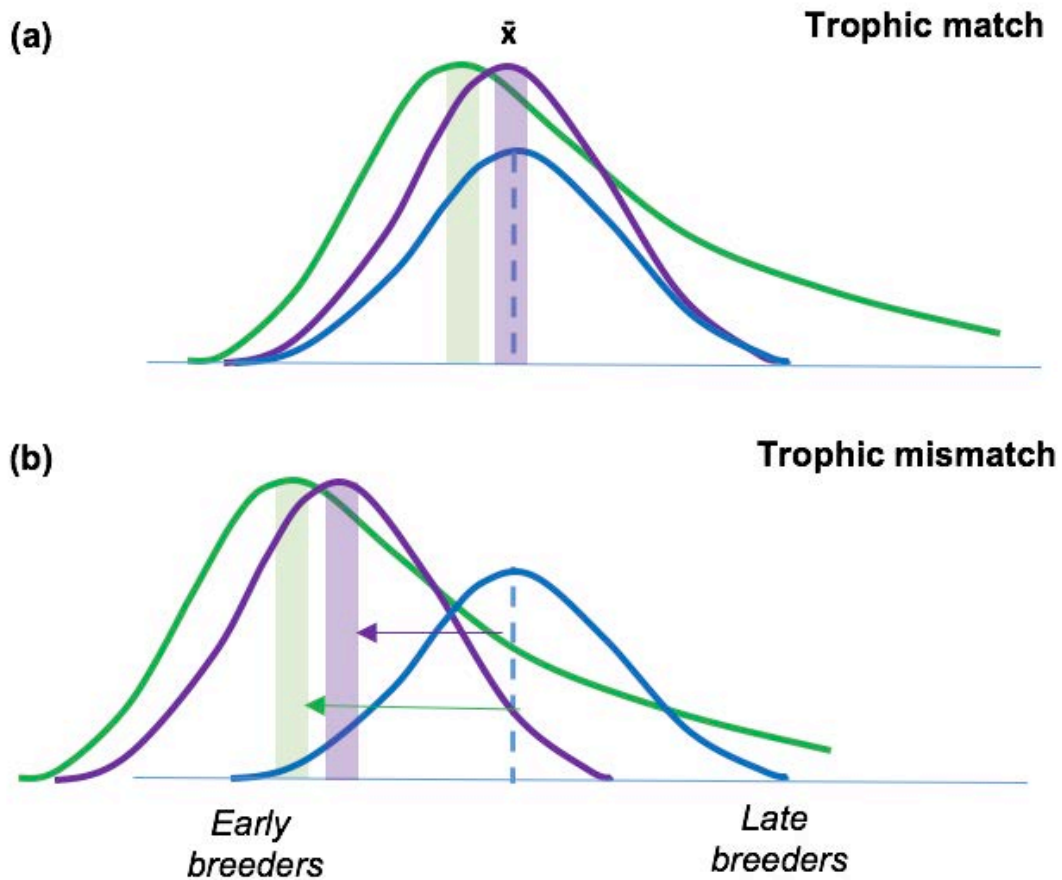 (a)
x̄
Trophic match
(b)
Trophic mismatch
Early
breeders
Late
breeders